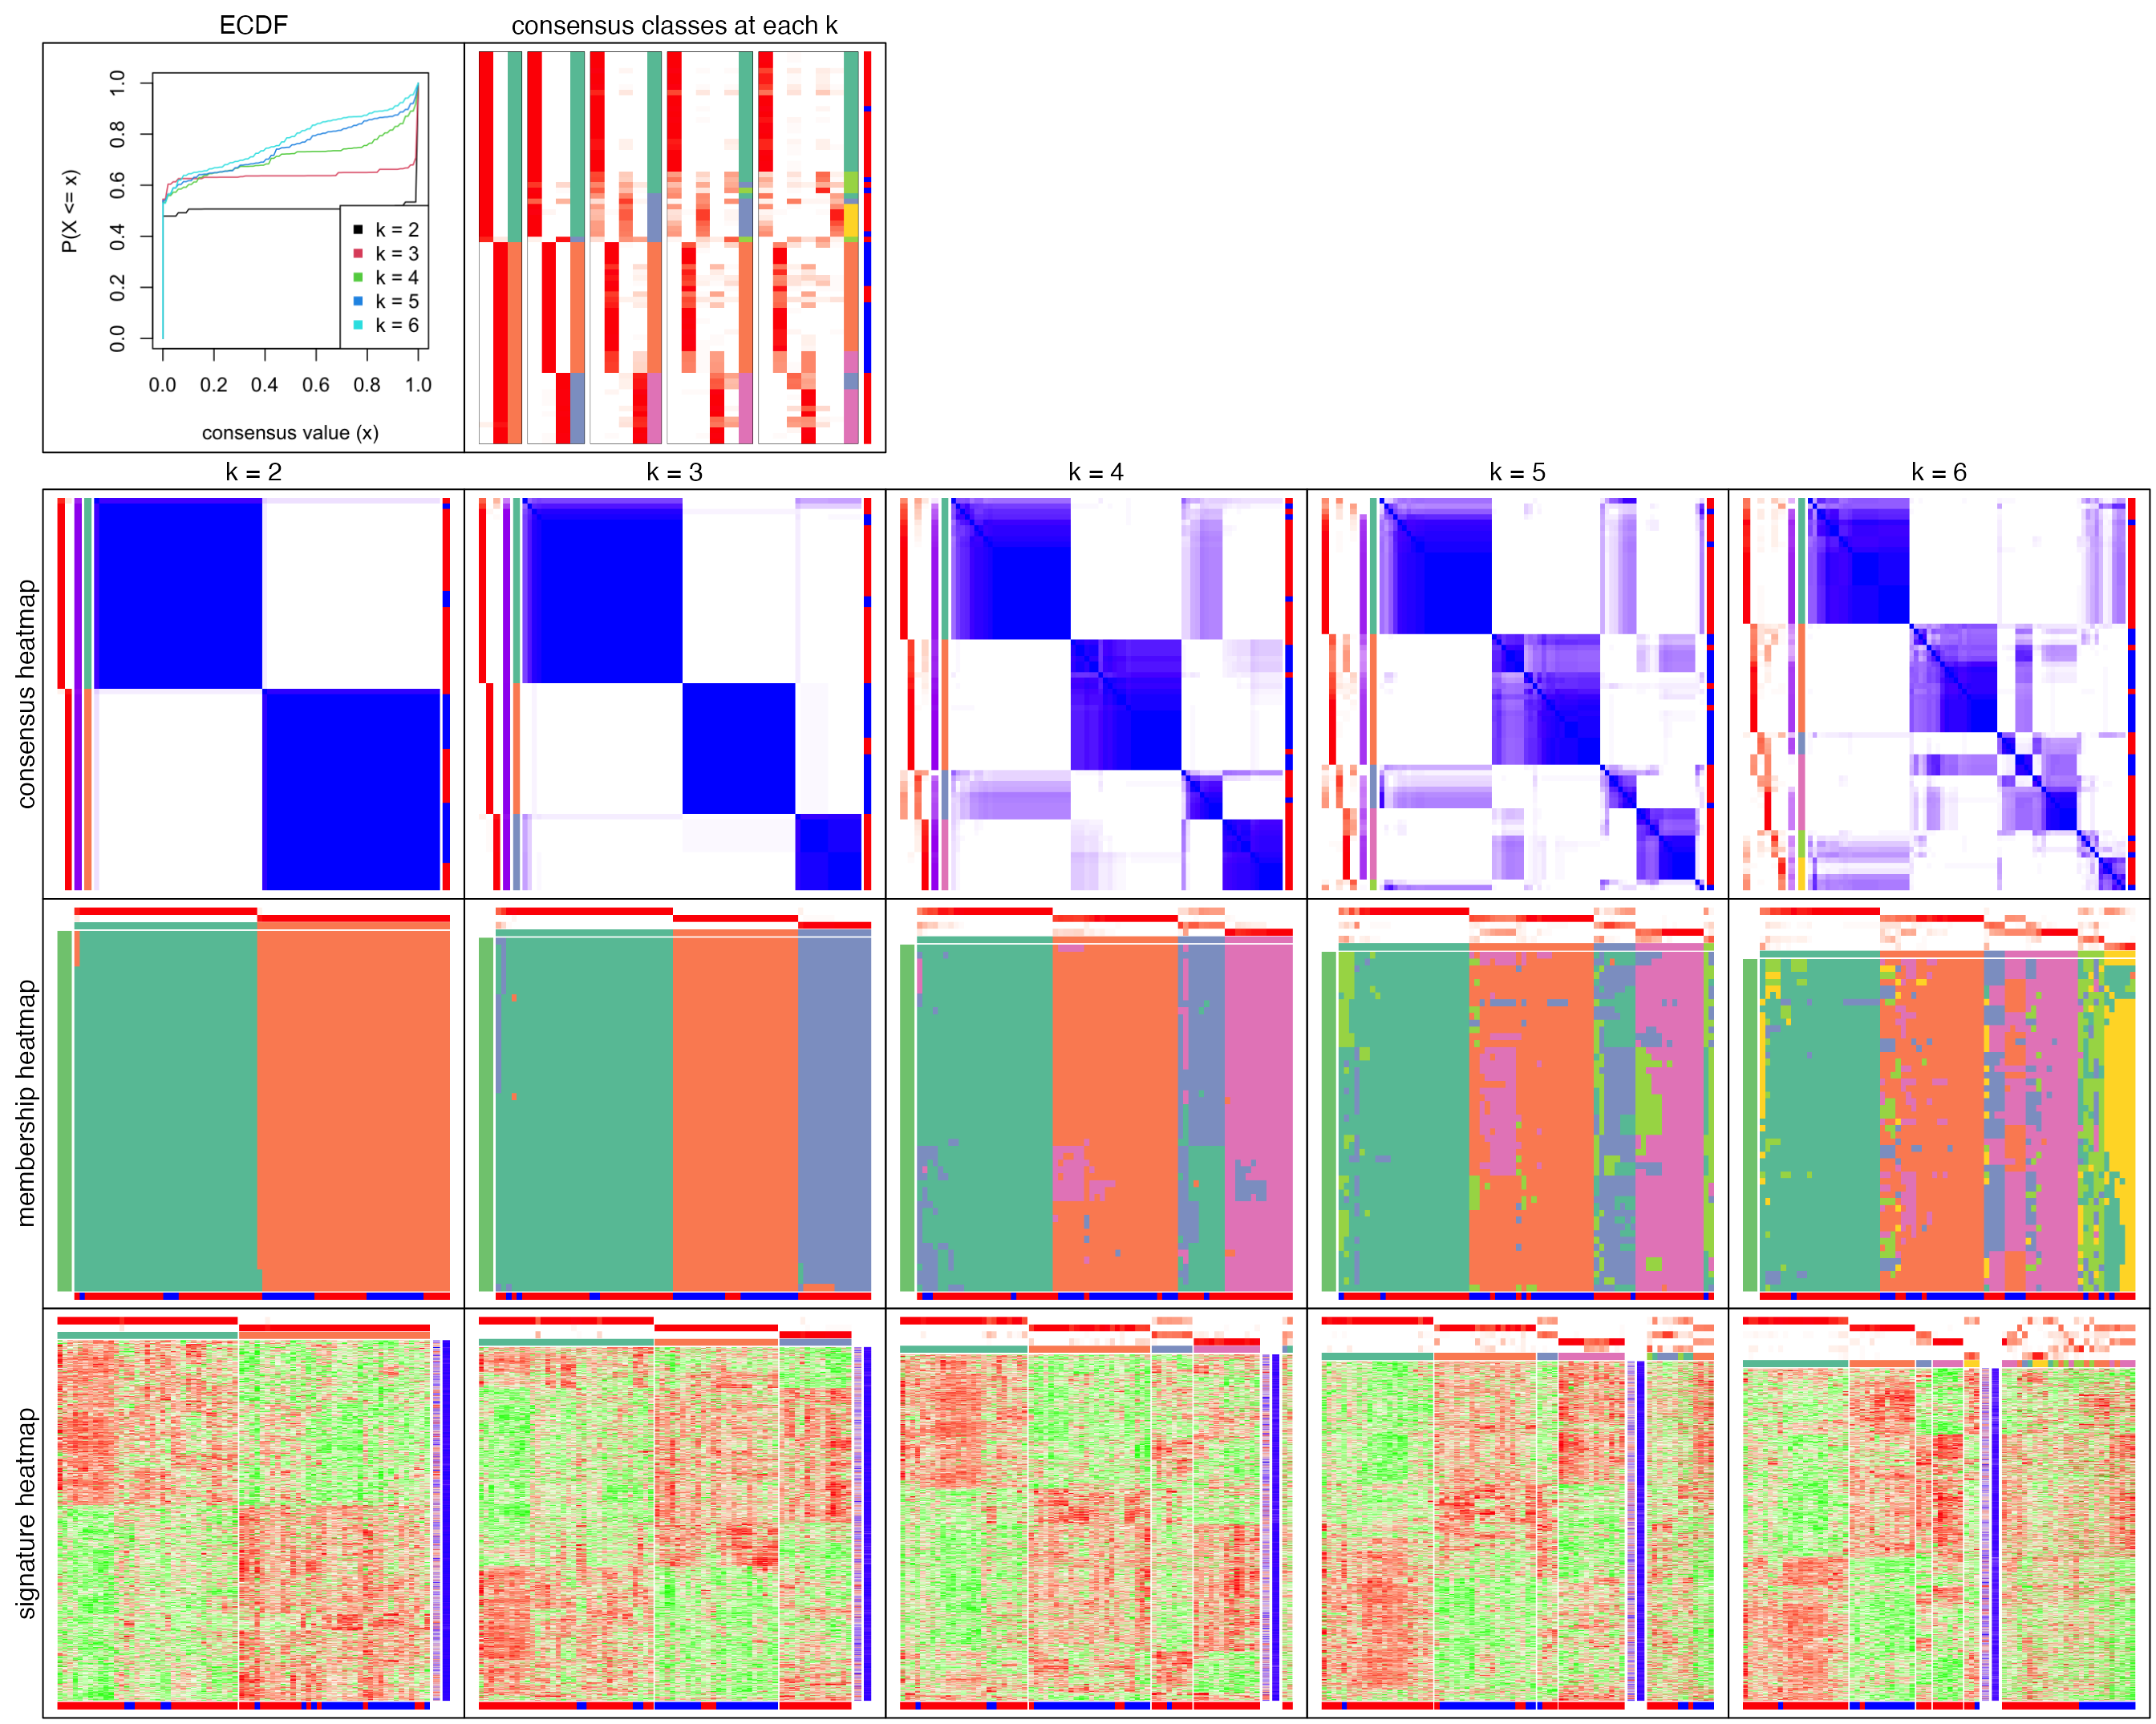 ECDF
consensus classes at each k
P(X <= x)
0.0 0.2 0.4 0.6 0.8 1.0
k = 2
k = 3
k = 4
k = 5
k = 6
0.0 0.2 0.4 0.6 0.8 1.0
consensus value (x)
k = 2 k = 3 k = 4 k = 5 k = 6
consensus heatmap
membership heatmap
signature heatmap